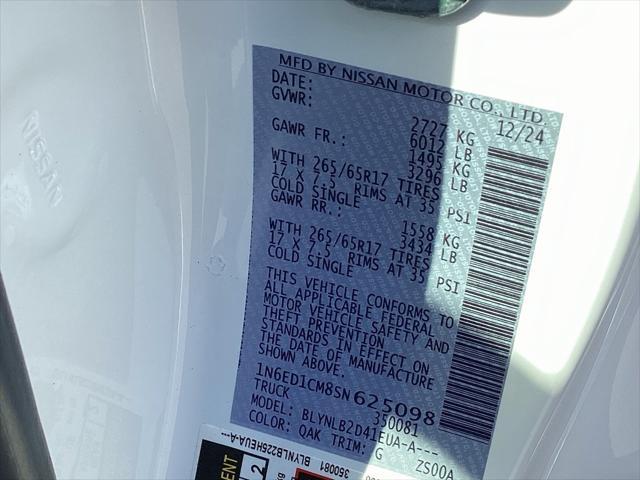 MFD BY NISSAN MOTOR CO., LTD.
DATE: 12/24
GVWR: 2727 KG
6012 LB
GAWR FR.: 1495 KG
3296 LB
WITH 265/65R17 TIRES
17 X 7.5 RIMS AT 35 PSI
COLD SINGLE
GAWR RR.: 1558 KG
3434 LB
WITH 265/65R17 TIRES
17 X 7.5 RIMS AT 35 PSI
COLD SINGLE
THIS VEHICLE CONFORMS TO
ALL APPLICABLE FEDERAL
MOTOR VEHICLE SAFETY AND
THEFT PREVENTION
STANDARDS IN EFFECT ON
THE DATE OF MANUFACTURE
SHOWN ABOVE.
1N6ED1CM8SN625098
TRUCK 350081
MODEL: BLYNLB2D41EUA-A---
COLOR: QAK TRIM: G ZS00A
NISSAN
350081 BLYNLB225HEUA-A---